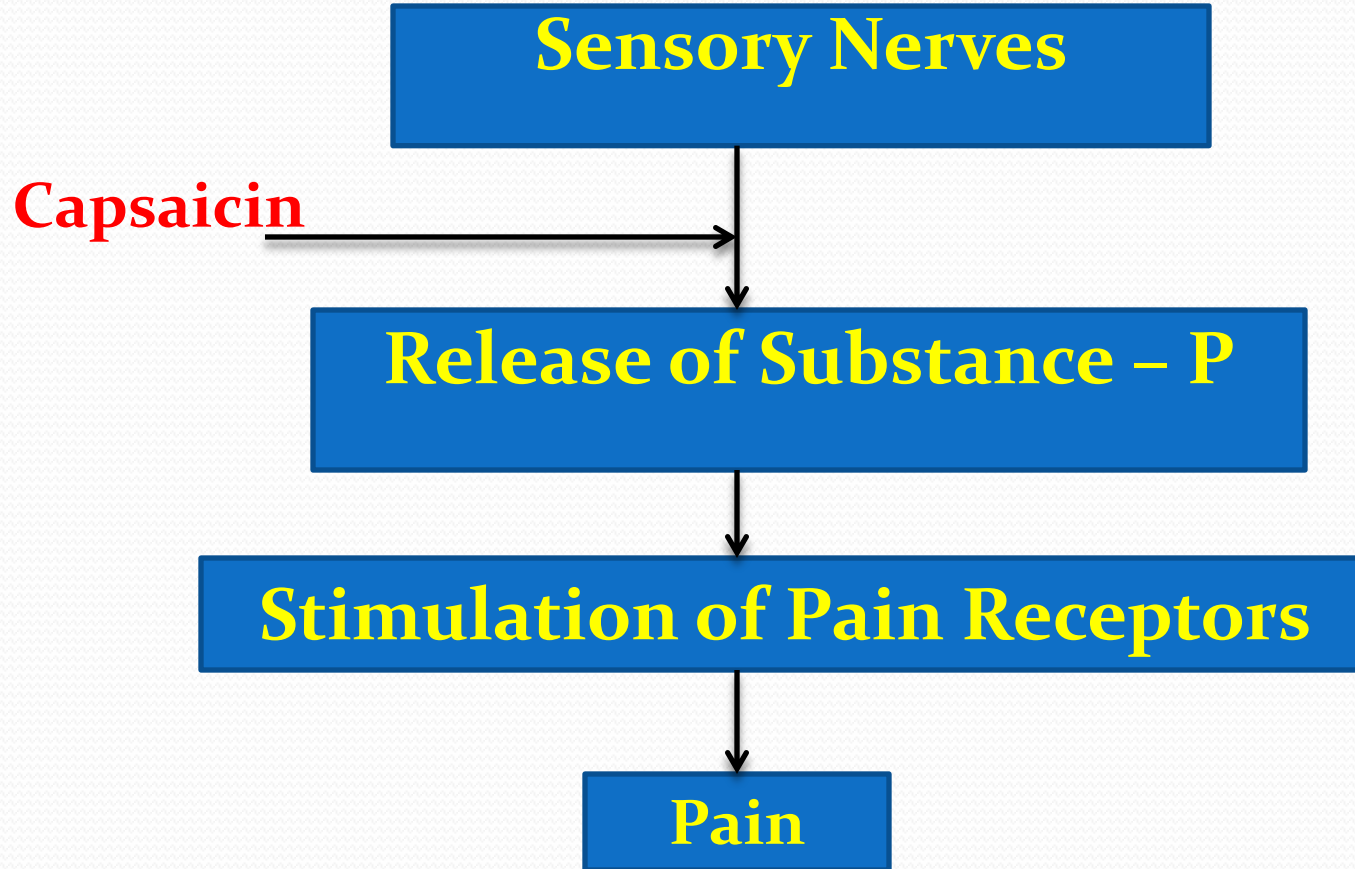 Sensory Nerves
Capsaicin
Release of Substance – P
Stimulation of Pain Receptors
Pain